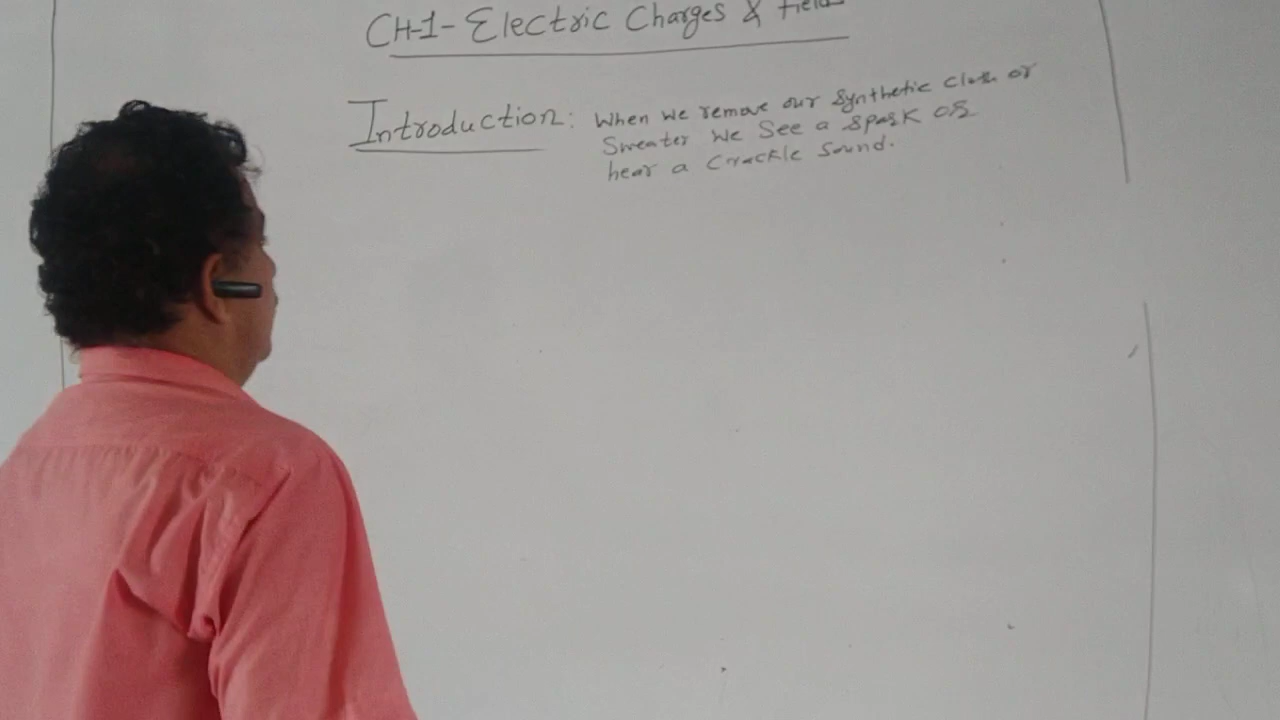 CH-1- Electric Charges & Field
Introduction: When we remove our Synthetic Cloth or
Sweater We See a Spark or
hear a Crackle Sound.